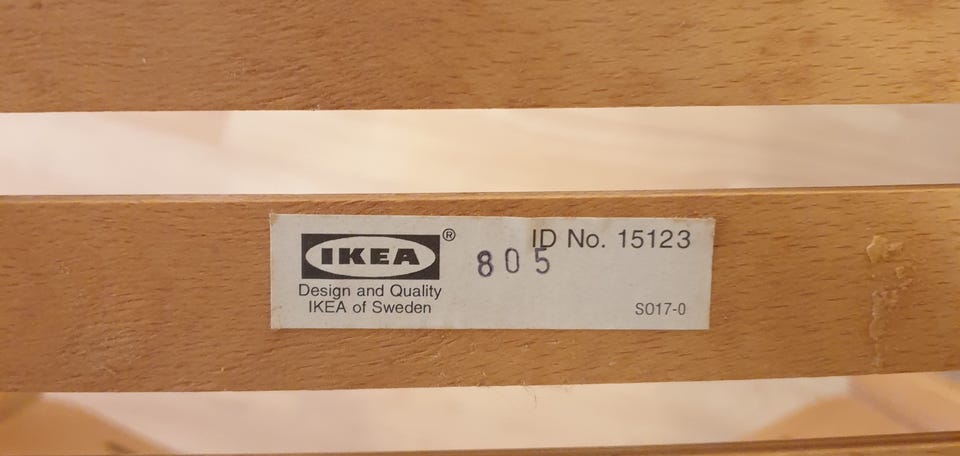 IKEA®
Design and Quality
IKEA of Sweden
805
ID No. 15123
S017-0